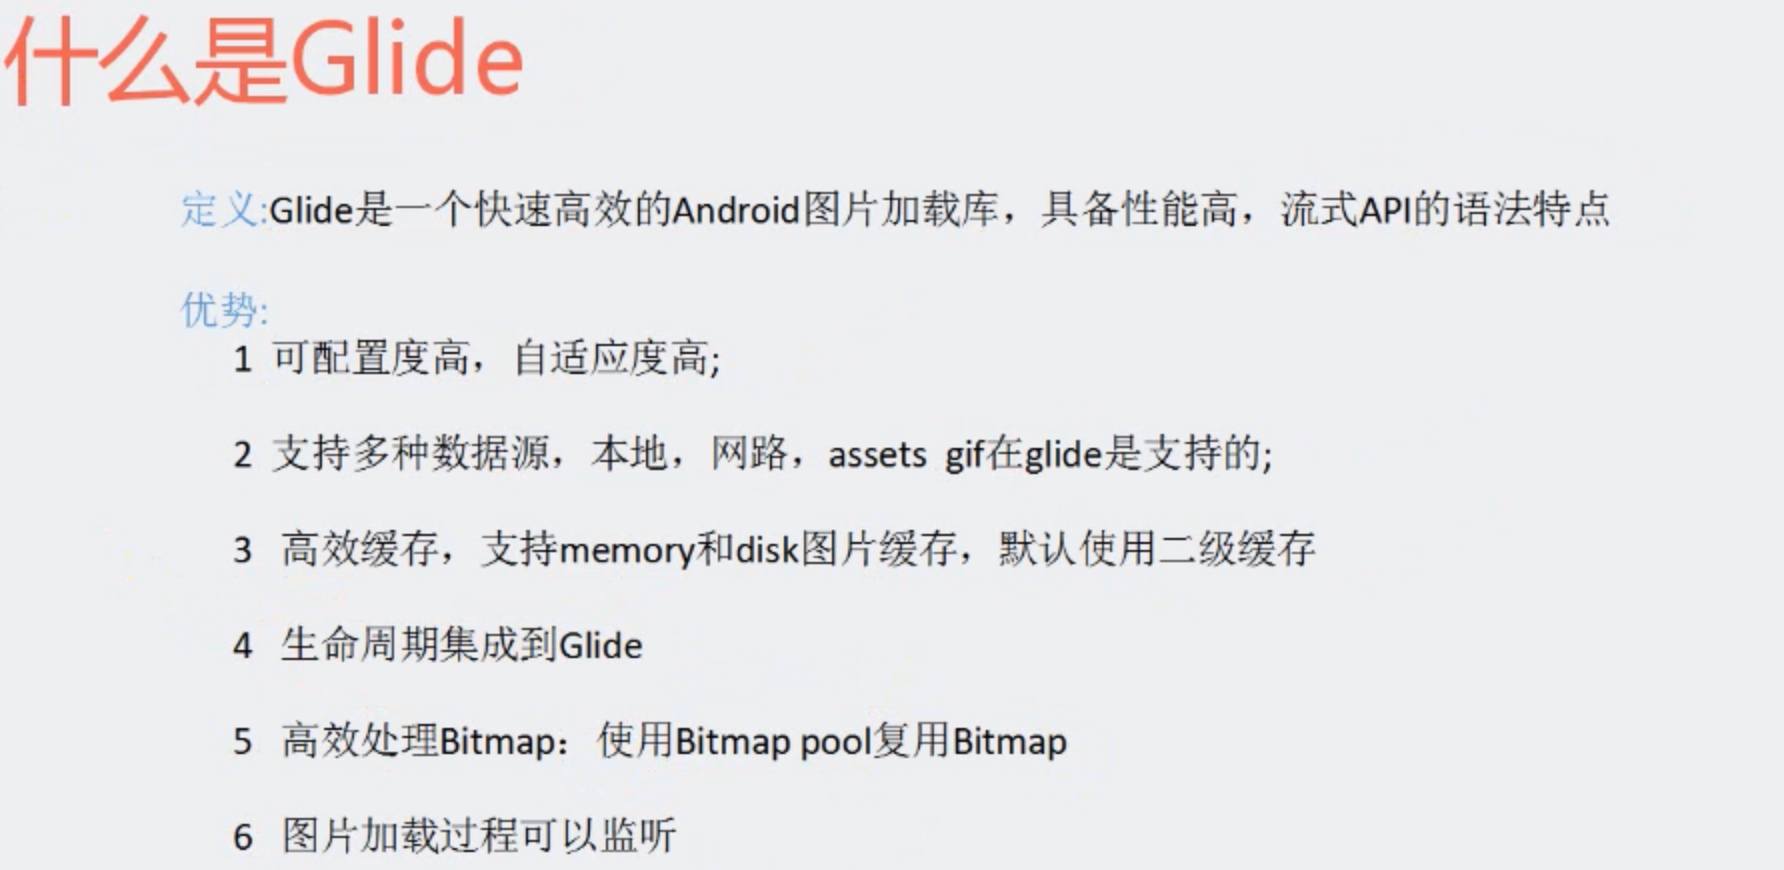 什么是Glide
定义:Glide是一个快速高效的Android图片加载库，具备性能高，流式API的语法特点
优势:
1 可配置度高，自适应度高;
2 支持多种数据源，本地，网路，assets gif在glide是支持的;
3 高效缓存，支持memory和disk图片缓存，默认使用二级缓存
4 生命周期集成到Glide
5 高效处理Bitmap：使用Bitmap pool复用Bitmap
6 图片加载过程可以监听